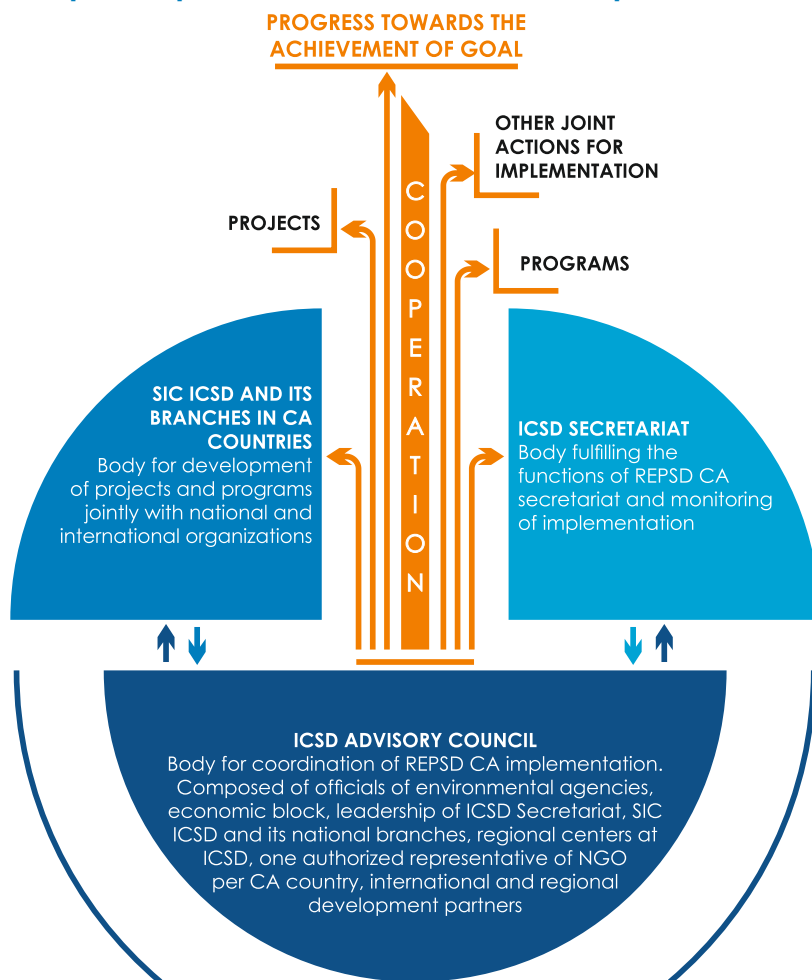 PROGRESS TOWARDS THE
ACHIEVEMENT OF GOAL
OTHER JOINT
ACTIONS FOR
IMPLEMENTATION
PROJECTS
PROGRAMS
COOPERATION
SIC ICSD AND ITS
BRANCHES IN CA
COUNTRIES
Body for development
of projects and programs
jointly with national and
international organizations
ICSD SECRETARIAT
Body fulfilling the
functions of REPSD CA
secretariat and monitoring
of implementation
ICSD ADVISORY COUNCIL
Body for coordination of REPSD CA implementation.
Composed of officials of environmental agencies,
economic block, leadership of ICSD Secretariat, SIC
ICSD and its national branches, regional centers at
ICSD, one authorized representative of NGO
per CA country, international and regional
development partners